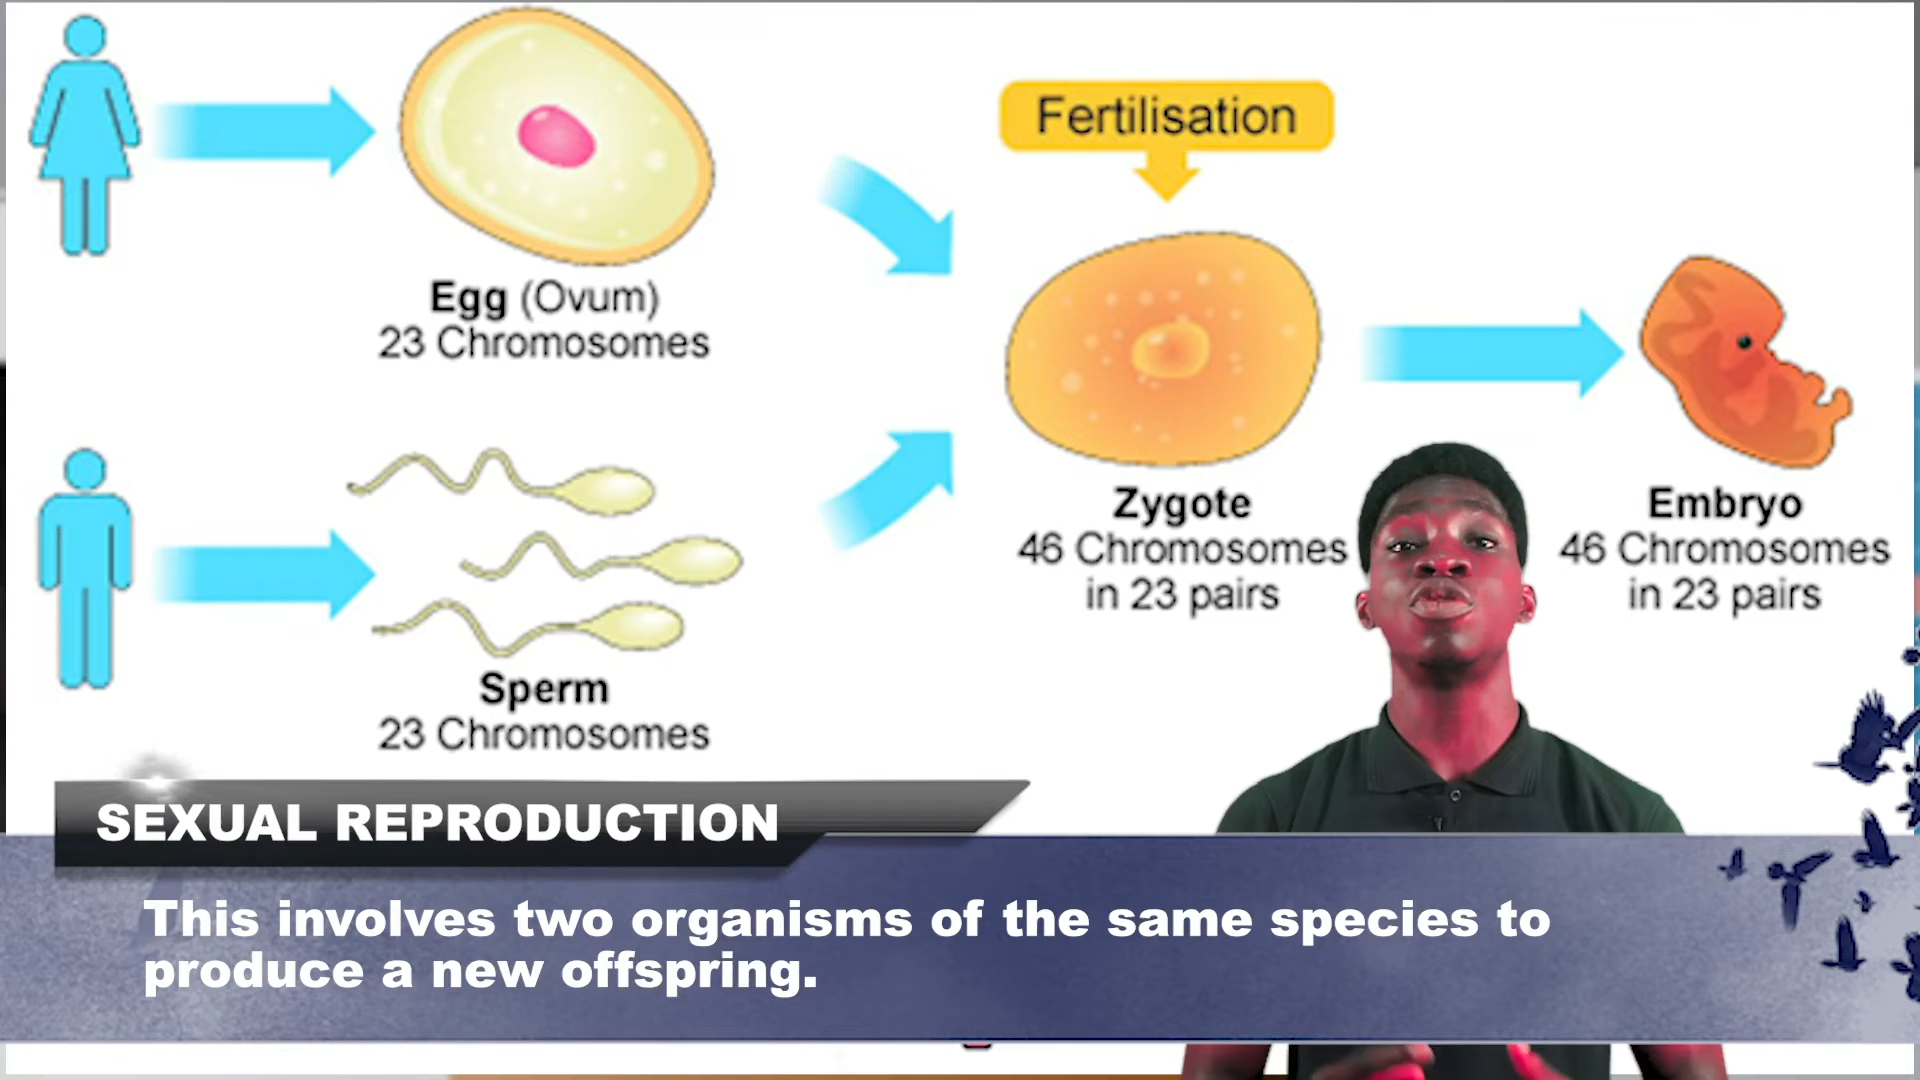 Egg (Ovum)
23 Chromosomes
Sperm
23 Chromosomes
Fertilisation
Zygote
46 Chromosomes
in 23 pairs
Embryo
46 Chromosomes
in 23 pairs
SEXUAL REPRODUCTION
This involves two organisms of the same species to
produce a new offspring.